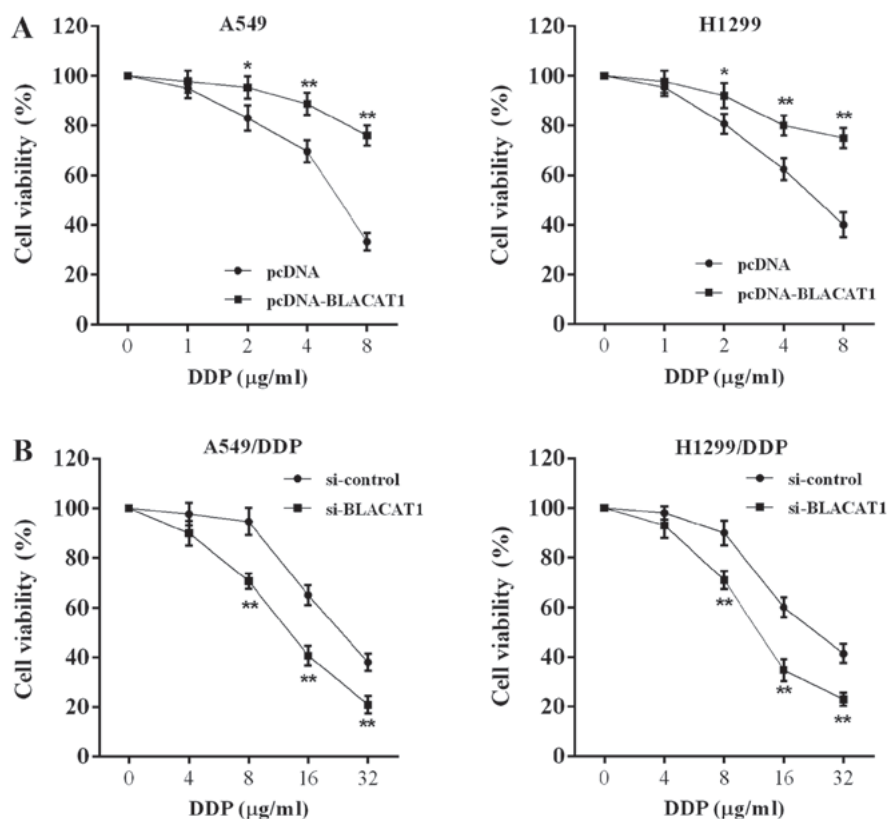 A
A549
120
100
80
60
40
20
0
Cell viability (%)
*
**
**
pcDNA
pcDNA-BLACAT1
0 1 2 4 8
DDP (μg/ml)
H1299
120
100
80
60
40
20
0
Cell viability (%)
*
**
**
pcDNA
pcDNA-BLACAT1
0 1 2 4 8
DDP (μg/ml)
B
A549/DDP
120
100
80
60
40
20
0
Cell viability (%)
si-control
si-BLACAT1
**
**
**
0 4 8 16 32
DDP (μg/ml)
H1299/DDP
120
100
80
60
40
20
0
Cell viability (%)
si-control
si-BLACAT1
**
**
**
0 4 8 16 32
DDP (μg/ml)